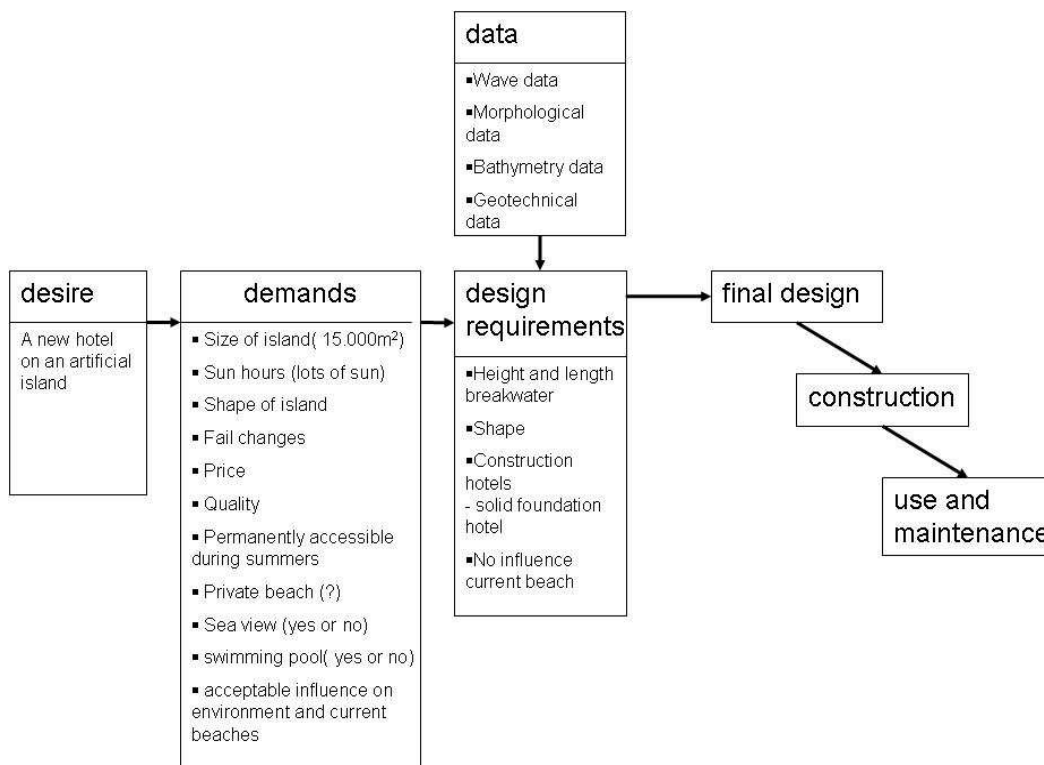 data
▪Wave data
▪Morphological
data
▪Bathymetry data
▪Geotechnical
data
desire
A new hotel
on an artificial
island
demands
▪ Size of island( 15.000m²)
▪ Sun hours (lots of sun)
▪ Shape of island
▪ Fail changes
▪ Price
▪ Quality
▪ Permanently accessible
during summers
▪ Private beach (?)
▪ Sea view (yes or no)
▪ swimming pool( yes or no)
▪ acceptable influence on
environment and current
beaches
design
requirements
▪Height and length
breakwater
▪Shape
▪Construction
hotels
- solid foundation
hotel
▪No influence
current beach
final design
construction
use and
maintenance